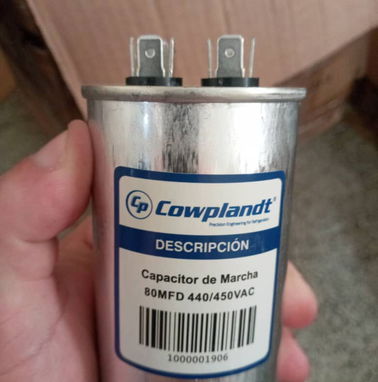 CP Cowplandt
Precision Engineering for Refrigeration
DESCRIPCIÓN
Capacitor de Marcha
80MFD 440/450VAC
1000001906